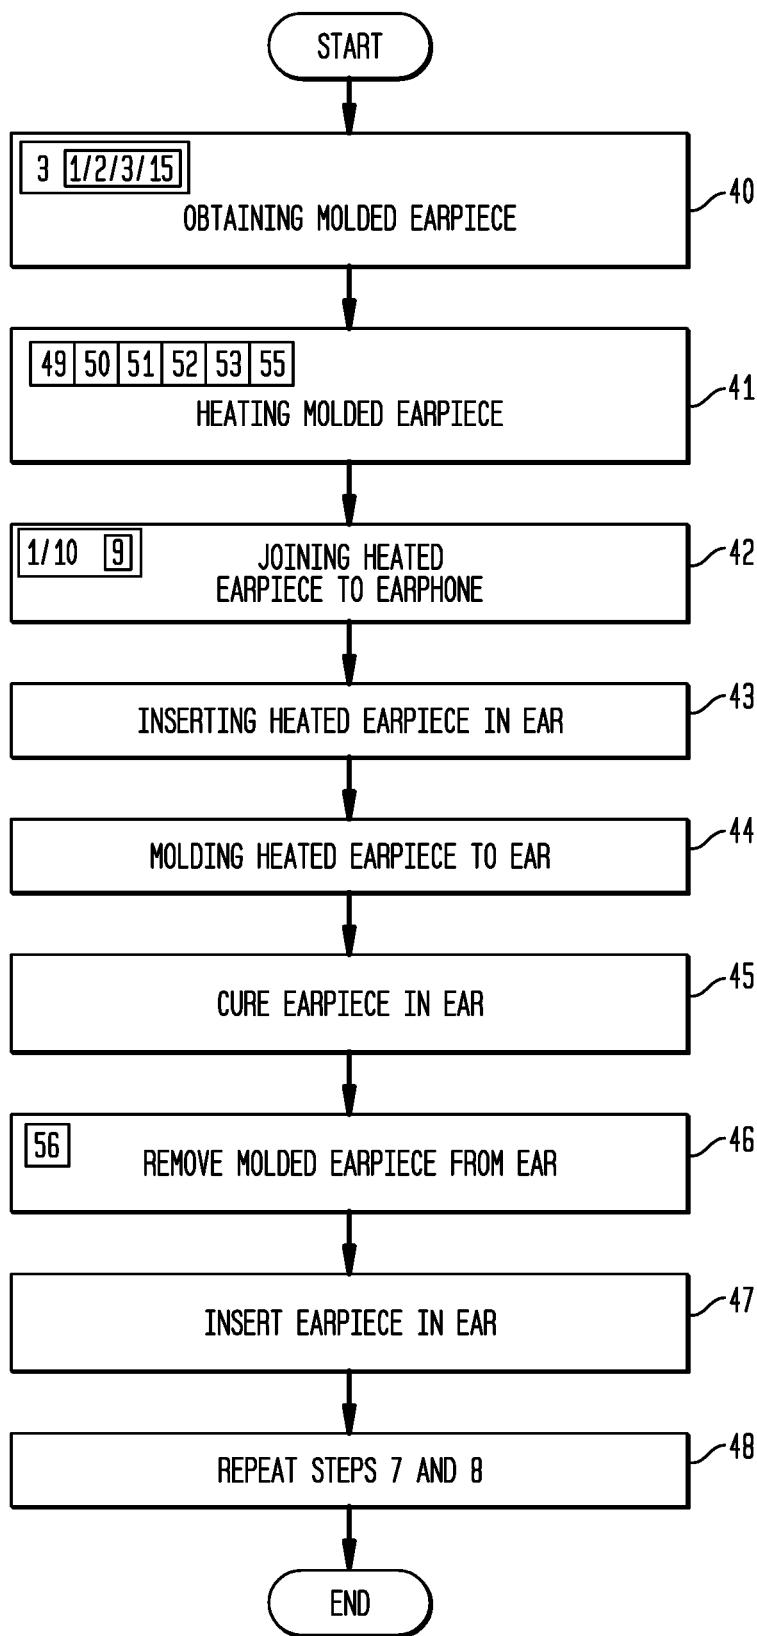 START
3 1/2/3/15
OBTAINING MOLDED EARPIECE
40
49 50 51 52 53 55
HEATING MOLDED EARPIECE
41
1/10 9
JOINING HEATED
EARPIECE TO EARPHONE
42
INSERTING HEATED EARPIECE IN EAR
43
MOLDING HEATED EARPIECE TO EAR
44
CURE EARPIECE IN EAR
45
56
REMOVE MOLDED EARPIECE FROM EAR
46
INSERT EARPIECE IN EAR
47
REPEAT STEPS 7 AND 8
48
END